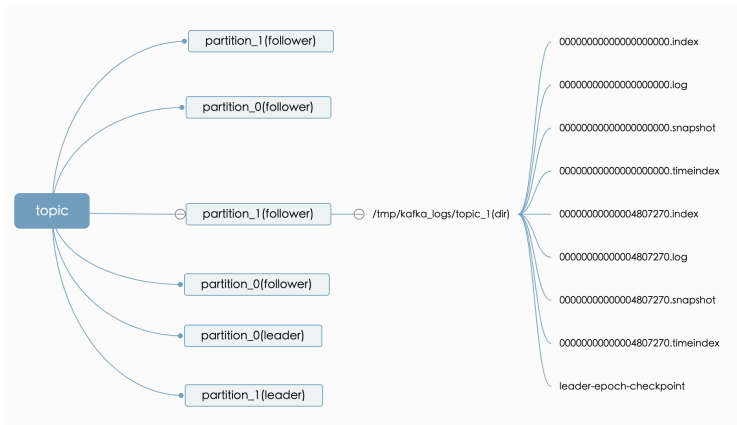 topic
partition_1(follower)
partition_0(follower)
partition_1(follower)
partition_0(follower)
partition_0(leader)
partition_1(leader)
/tmp/kafka_logs/topic_1(dir)
00000000000000000000.index
00000000000000000000.log
00000000000000000000.snapshot
00000000000000000000.timeindex
00000000000004807270.index
00000000000004807270.log
00000000000004807270.snapshot
00000000000004807270.timeindex
leader-epoch-checkpoint